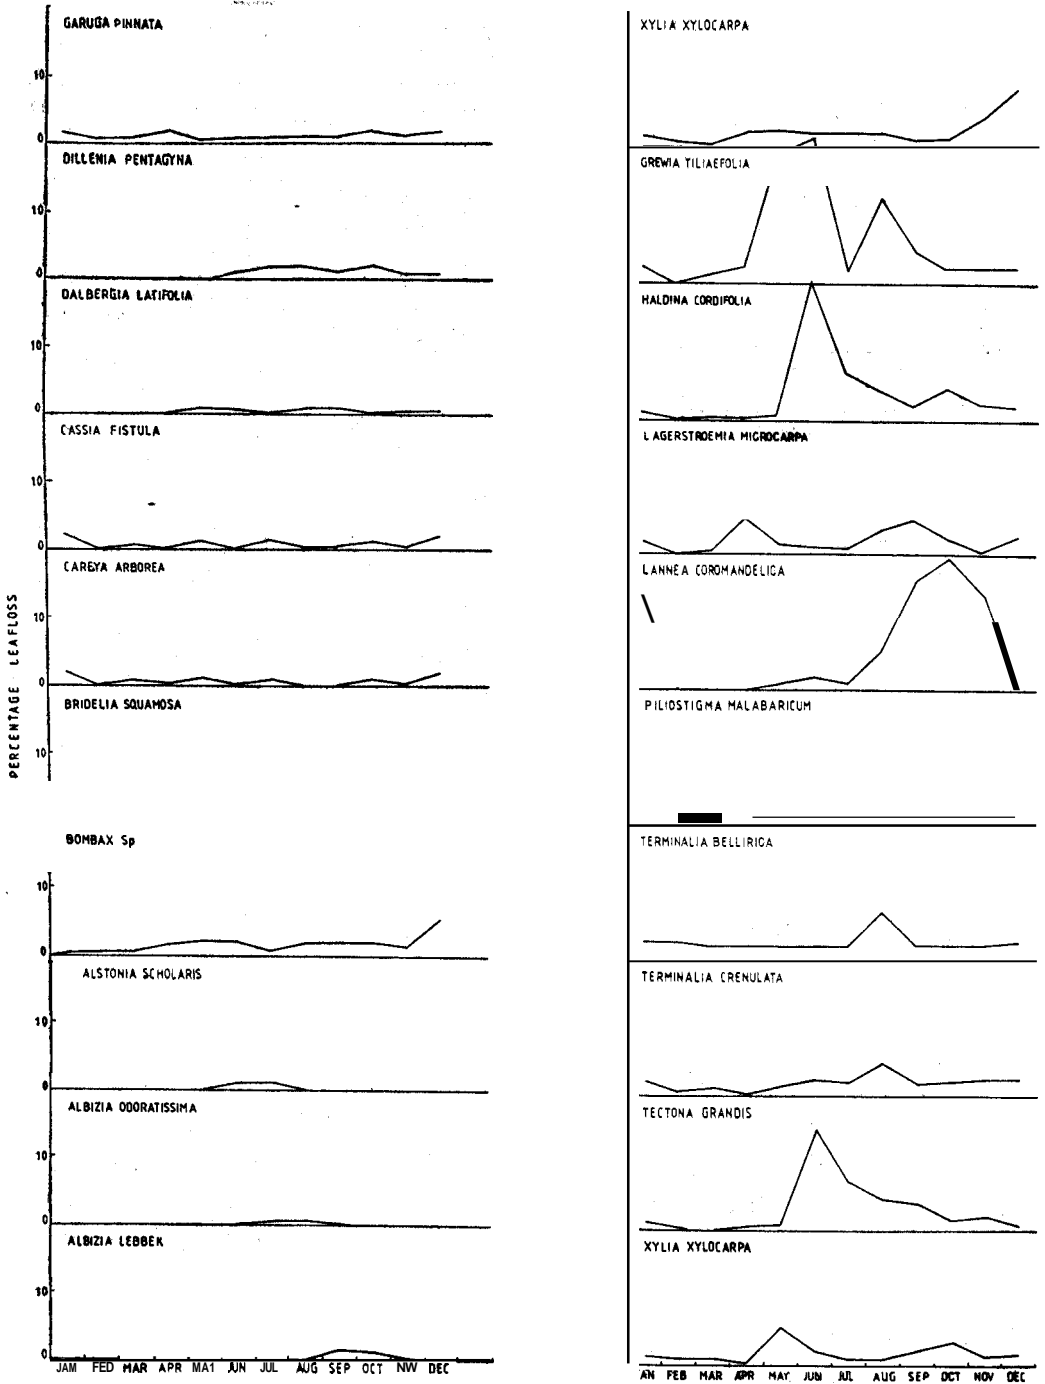 GARUGA PINNATA
10
0
DILLENIA PENTAGYNA
10
0
DALBERGIA LATIFOLIA
10
0
CASSIA FISTULA
10
0
CAREYA ARBOREA
10
0
BRIDELIA SQUAMOSA
10
PERCENTAGE LEAFLOSS
BOMBAX Sp
10
0
ALSTONIA SCHOLARIS
10
0
ALBIZIA ODORATISSIMA
10
0
ALBIZIA LEBBEK
10
0
JAM FED MAR APR MA1 JUN JUL AUG SEP OCT NW DEC
XYLIA XYLOCARPA
GREWIA TILIAEFOLIA
HALDINA CORDIFOLIA
LAGERSTROEMIA MICROCARPA
LANNEA COROMANDELICA
PILIOSTIGMA MALABARICUM
TERMINALIA BELLIRICA
TERMINALIA CRENULATA
TECTONA GRANDIS
XYLIA XYLOCARPA
AN FEB MAR APR MAY JUN JUL AUG SEP OCT NOV DEC